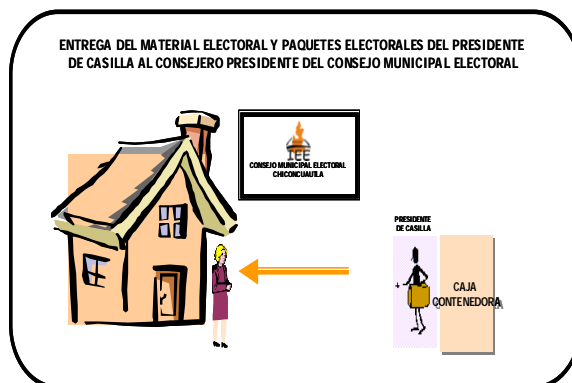 ENTREGA DEL MATERIAL ELECTORAL Y PAQUETES ELECTORALES DEL PRESIDENTE
DE CASILLA AL CONSEJERO PRESIDENTE DEL CONSEJO MUNICIPAL ELECTORAL
IEE
CONSEJO MUNICIPAL ELECTORAL
CHICONCUAUTLA
PRESIDENTE
DE CASILLA
CAJA
CONTENEDORA